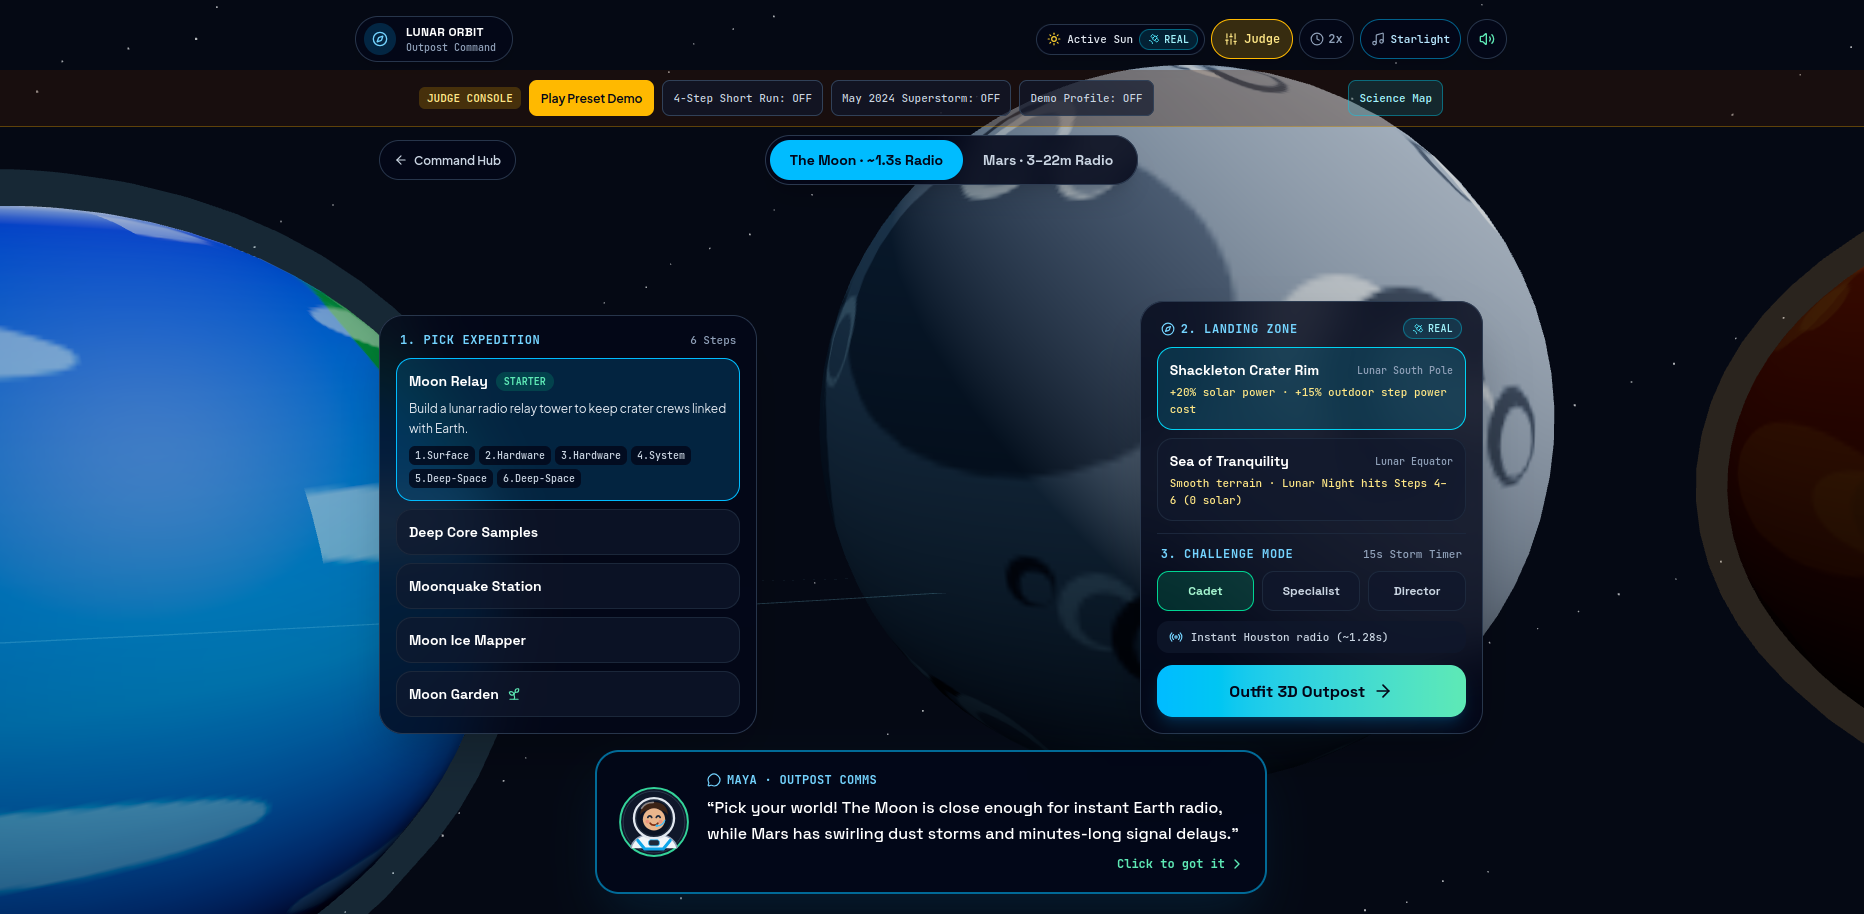 LUNAR ORBIT
Outpost Command
Active Sun REAL
Judge
2x
Starlight
JUDGE CONSOLE
Play Preset Demo
4-Step Short Run: OFF
May 2024 Superstorm: OFF
Demo Profile: OFF
Science Map
Command Hub
The Moon · ~1.3s Radio
Mars · 3–22m Radio
1. PICK EXPEDITION
6 Steps
Moon Relay STARTER
Build a lunar radio relay tower to keep crater crews linked
with Earth.
1.Surface 2.Hardware 3.Hardware 4.System
5.Deep-Space 6.Deep-Space
Deep Core Samples
Moonquake Station
Moon Ice Mapper
Moon Garden
2. LANDING ZONE
REAL
Shackleton Crater Rim
Lunar South Pole
+20% solar power · +15% outdoor step power
cost
Sea of Tranquility
Lunar Equator
Smooth terrain · Lunar Night hits Steps 4–
6 (0 solar)
3. CHALLENGE MODE
15s Storm Timer
Cadet
Specialist
Director
Instant Houston radio (~1.28s)
Outfit 3D Outpost
MAYA · OUTPOST COMMS
“Pick your world! The Moon is close enough for instant Earth radio,
while Mars has swirling dust storms and minutes-long signal delays.”
Click to got it